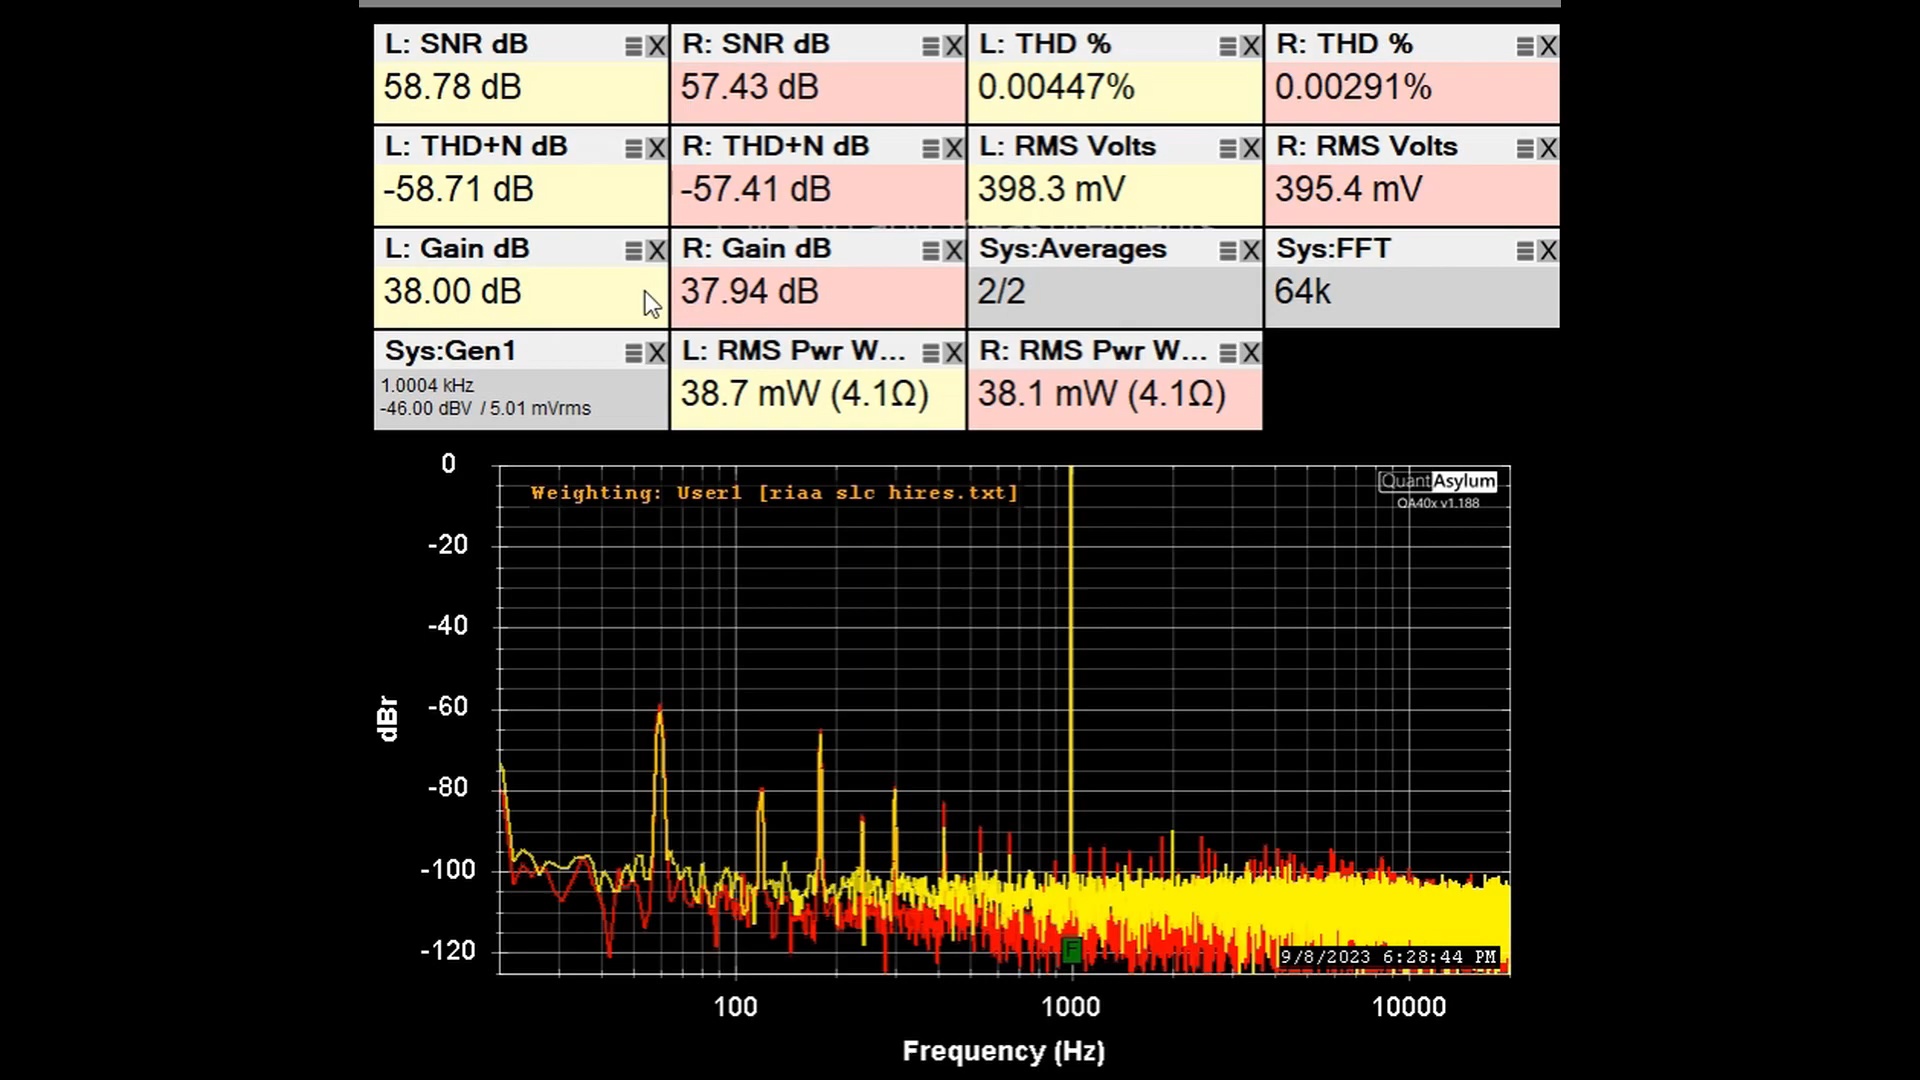 L: SNR dB
R: SNR dB
L: THD %
R: THD %
58.78 dB
57.43 dB
0.00447%
0.00291%
L: THD+N dB
R: THD+N dB
L: RMS Volts
R: RMS Volts
-58.71 dB
-57.41 dB
398.3 mV
395.4 mV
L: Gain dB
R: Gain dB
Sys:Averages
Sys:FFT
38.00 dB
37.94 dB
2/2
64k
Sys:Gen1
L: RMS Pwr W...
R: RMS Pwr W...
1.0004 kHz
-46.00 dBV / 5.01 mVrms
38.7 mW (4.1Ω)
38.1 mW (4.1Ω)
Weighting: User1 [riaa slc hires.txt]
QuantAsylum
QA40x v1.188
0
-20
-40
-60
-80
-100
-120
dBr
F
9/8/2023 6:28:44 PM
100
1000
10000
Frequency (Hz)